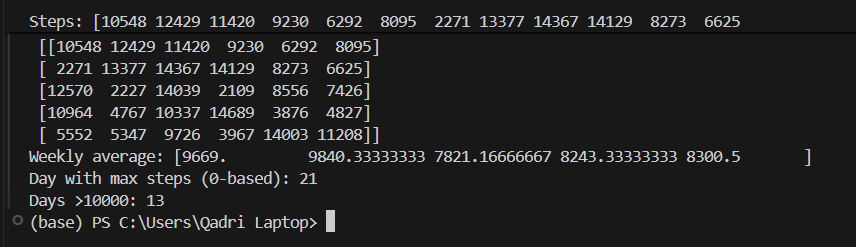 Steps: [10548 12429 11420  9230  6292  8095  2271 13377 14367 14129  8273  6625
[[10548 12429 11420  9230  6292  8095]
[ 2271 13377 14367 14129  8273  6625]
[12570  2227 14039  2109  8556  7426]
[10964  4767 10337 14689  3876  4827]
[ 5552  5347  9726  3967 14003 11208]]
Weekly average: [9669.         9840.33333333 7821.16666667 8243.33333333 8300.5       ]
Day with max steps (0-based): 21
Days >10000: 13
(base) PS C:\Users\Qadri Laptop>